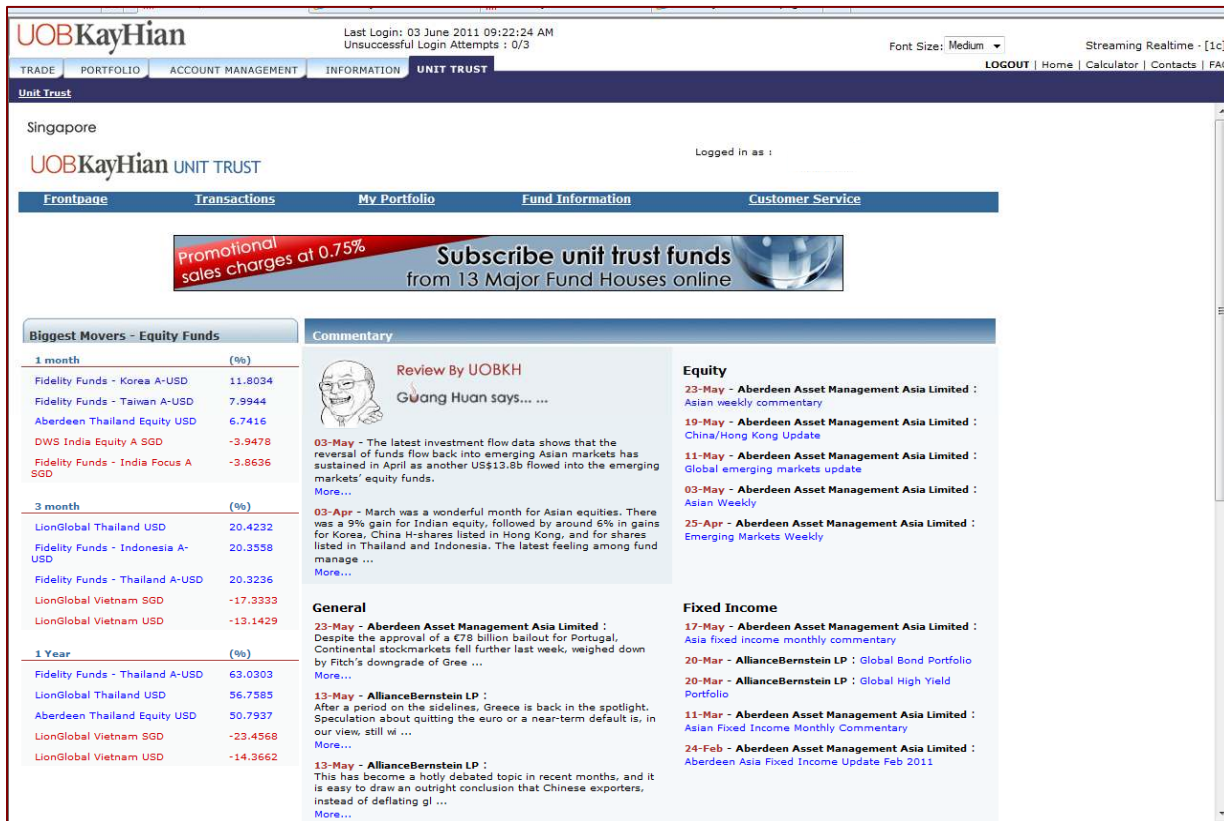 UOBKayHian
Last Login: 03 June 2011 09:22:24 AM
Unsuccessful Login Attempts : 0/3
Font Size: Medium
Streaming Realtime - [1c]
TRADE PORTFOLIO ACCOUNT MANAGEMENT INFORMATION UNIT TRUST
LOGOUT | Home | Calculator | Contacts | FAQ
Unit Trust
Singapore
UOBKayHian UNIT TRUST
Logged in as :
Frontpage Transactions My Portfolio Fund Information Customer Service
Promotional
sales charges at 0.75%
Subscribe unit trust funds
from 13 Major Fund Houses online
Biggest Movers - Equity Funds
1 month (%)
Fidelity Funds - Korea A-USD 11.8034
Fidelity Funds - Taiwan A-USD 7.9944
Aberdeen Thailand Equity USD 6.7416
DWS India Equity A SGD -3.9478
Fidelity Funds - India Focus A
SGD -3.8636
3 month (%)
LionGlobal Thailand USD 20.4232
Fidelity Funds - Indonesia A-
USD 20.3558
Fidelity Funds - Thailand A-USD 20.3236
LionGlobal Vietnam SGD -17.3333
LionGlobal Vietnam USD -13.1429
1 Year (%)
Fidelity Funds - Thailand A-USD 63.0303
LionGlobal Thailand USD 56.7585
Aberdeen Thailand Equity USD 50.7937
LionGlobal Vietnam SGD -23.4568
LionGlobal Vietnam USD -14.3662
Commentary
Review By UOBKH
Guang Huan says... ...
03-May - The latest investment flow data shows that the
reversal of funds flow back into emerging Asian markets has
sustained in April as another US$13.8b flowed into the emerging
markets' equity funds.
More...
03-Apr - March was a wonderful month for Asian equities. There
was a 9% gain for Indian equity, followed by around 6% in gains
for Korea, China H-shares listed in Hong Kong, and for shares
listed in Thailand and Indonesia. The latest feeling among fund
manage ...
More...
Equity
23-May - Aberdeen Asset Management Asia Limited :
Asian weekly commentary
19-May - Aberdeen Asset Management Asia Limited :
China/Hong Kong Update
11-May - Aberdeen Asset Management Asia Limited :
Global emerging markets update
03-May - Aberdeen Asset Management Asia Limited :
Asian Weekly
25-Apr - Aberdeen Asset Management Asia Limited :
Emerging Markets Weekly
General
23-May - Aberdeen Asset Management Asia Limited :
Despite the approval of a €78 billion bailout for Portugal,
Continental stockmarkets fell further last week, weighed down
by Fitch's downgrade of Gree ...
More...
13-May - AllianceBernstein LP :
After a period on the sidelines, Greece is back in the spotlight.
Speculation about quitting the euro or a near-term default is, in
our view, still wi ...
More...
13-May - AllianceBernstein LP :
This has become a hotly debated topic in recent months, and it
is easy to draw an outright conclusion that Chinese exporters,
instead of deflating gl ...
More...
Fixed Income
17-May - Aberdeen Asset Management Asia Limited :
Asia fixed income monthly commentary
20-Mar - AllianceBernstein LP : Global Bond Portfolio
20-Mar - AllianceBernstein LP : Global High Yield
Portfolio
11-Mar - Aberdeen Asset Management Asia Limited :
Asian Fixed Income Monthly Commentary
24-Feb - Aberdeen Asset Management Asia Limited :
Aberdeen Asia Fixed Income Update Feb 2011